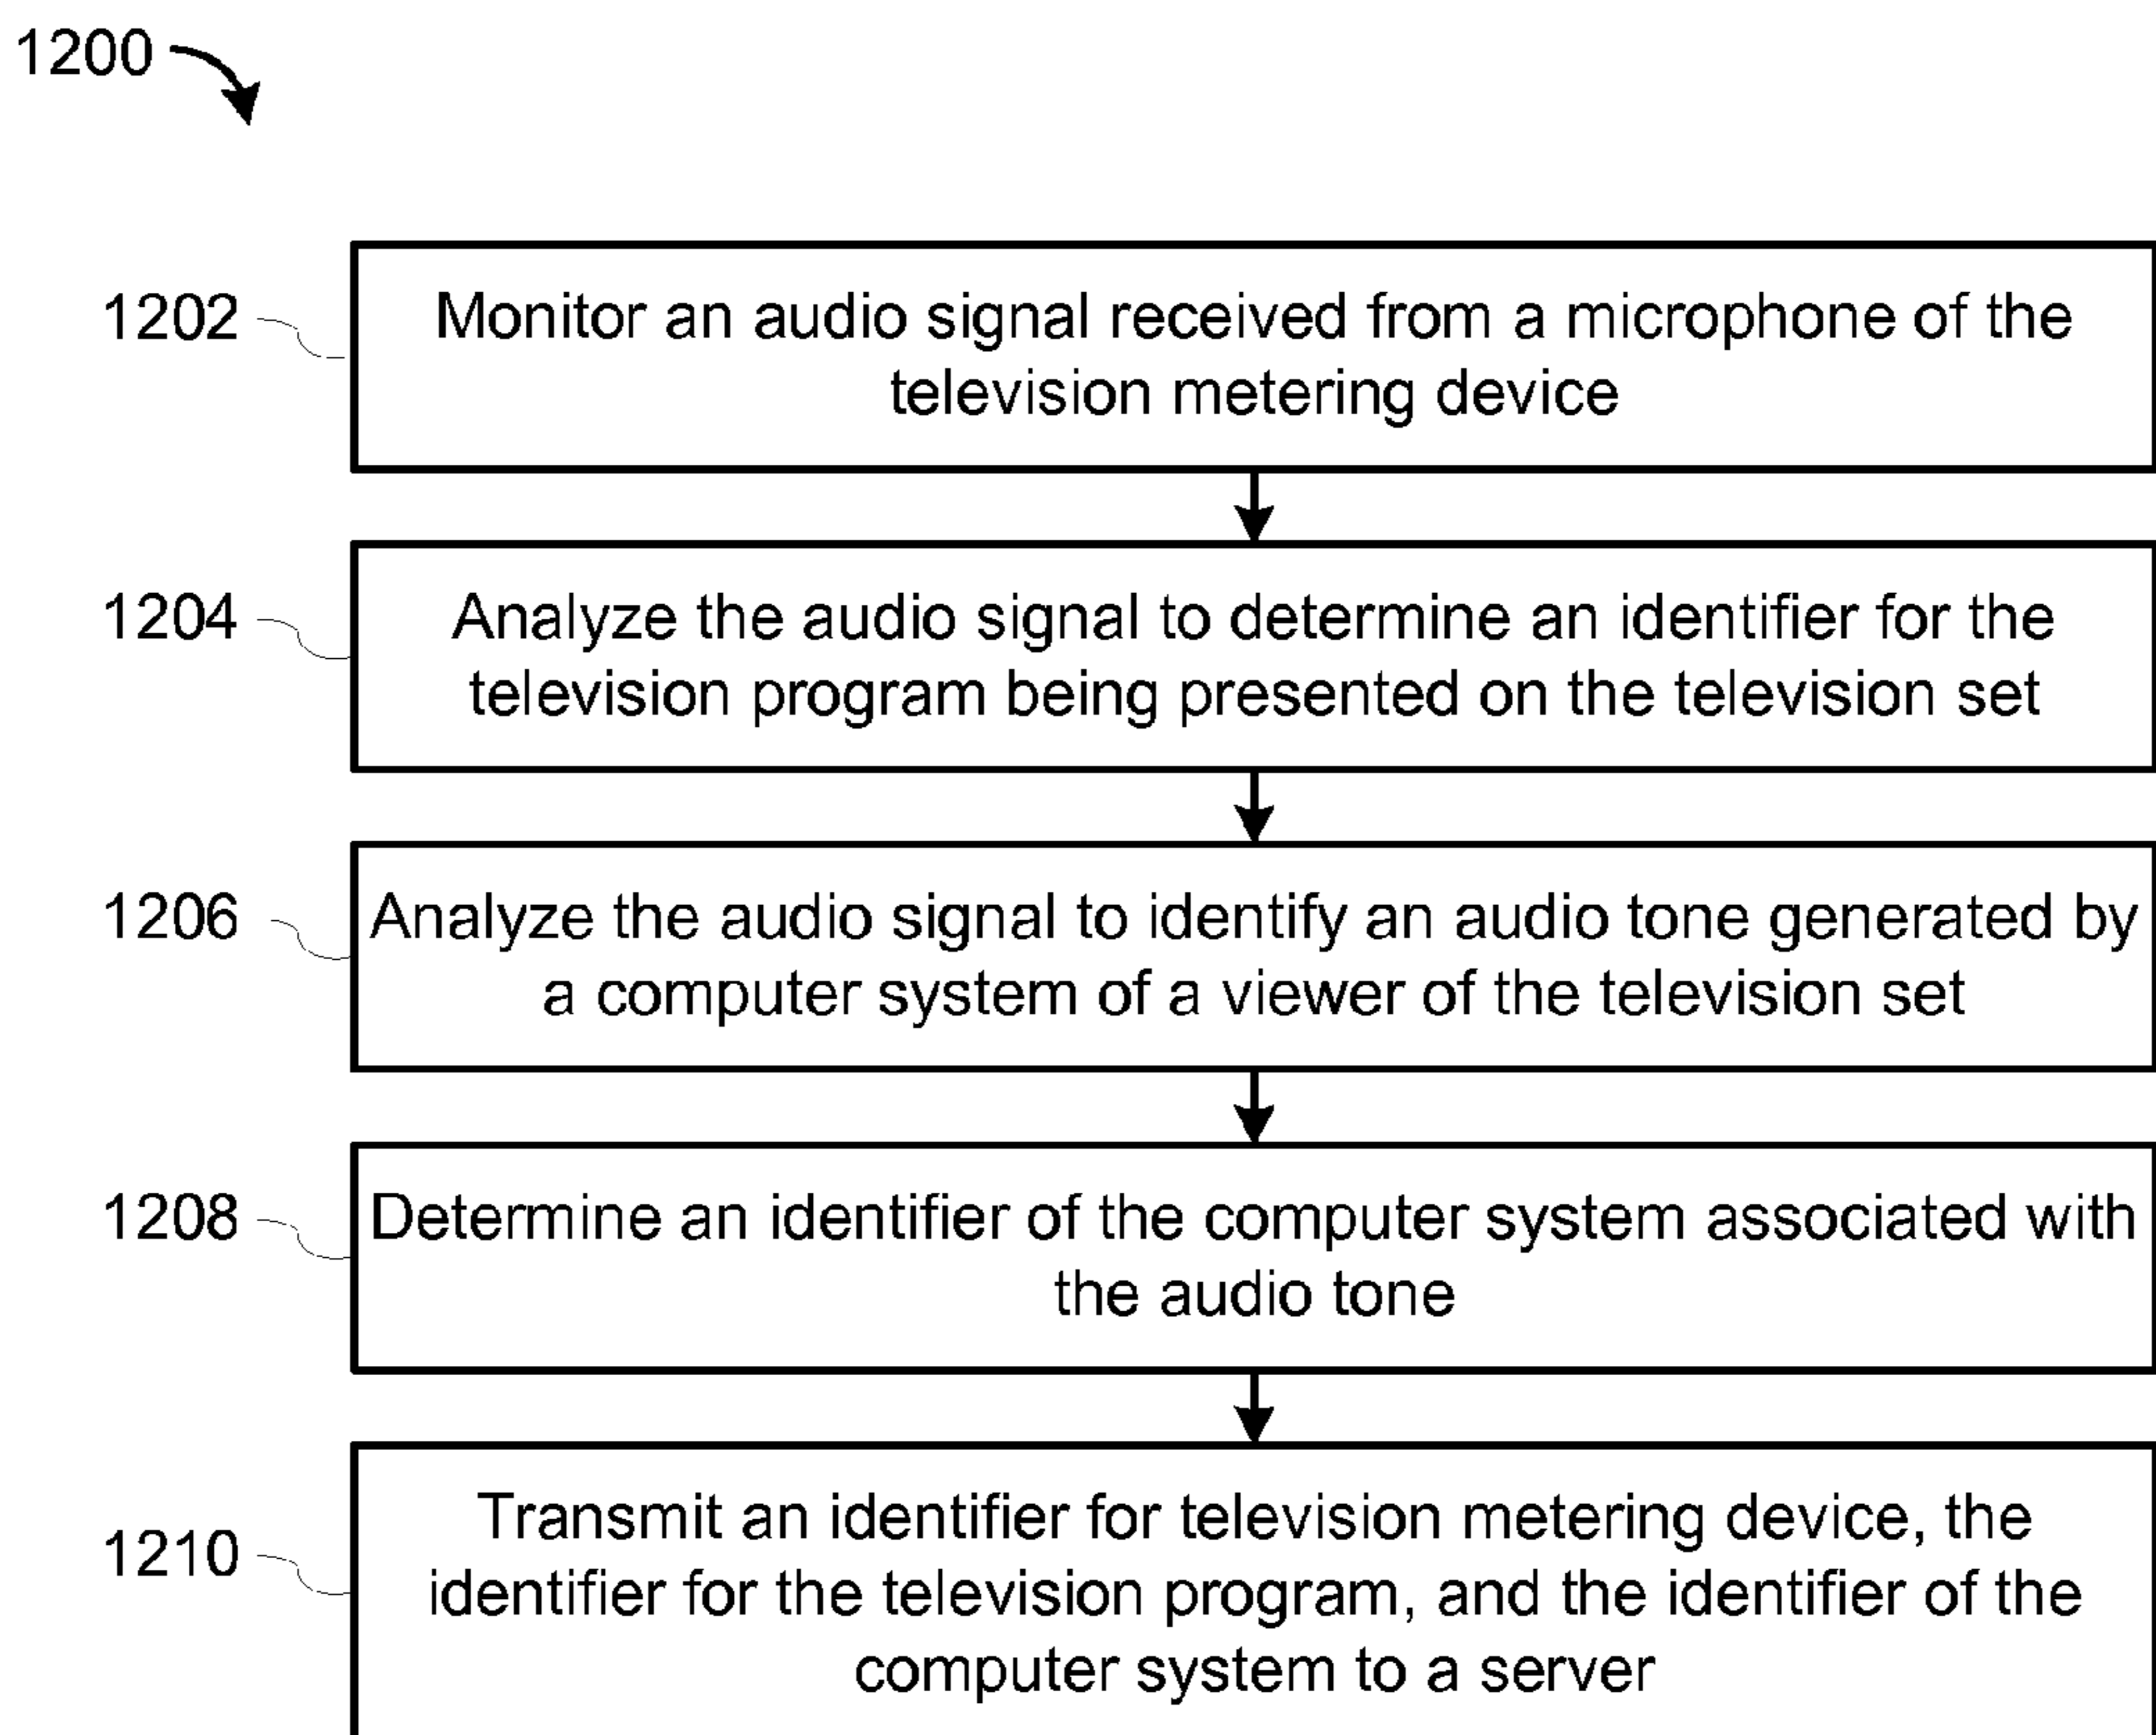 1200
1202
Monitor an audio signal received from a microphone of the
television metering device
1204
Analyze the audio signal to determine an identifier for the
television program being presented on the television set
1206
Analyze the audio signal to identify an audio tone generated by
a computer system of a viewer of the television set
1208
Determine an identifier of the computer system associated with
the audio tone
1210
Transmit an identifier for television metering device, the
identifier for the television program, and the identifier of the
computer system to a server